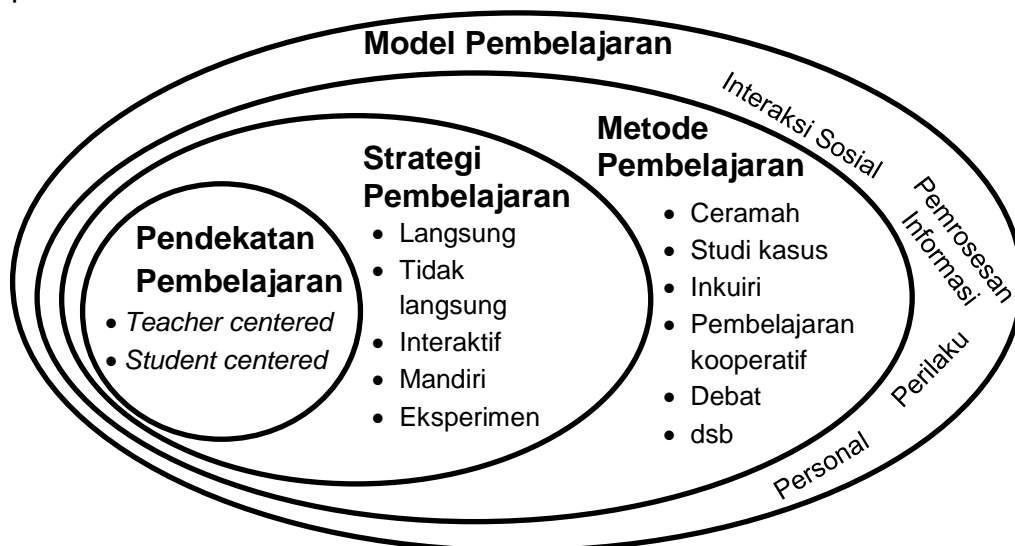 Model Pembelajaran
Interaksi Sosial
Pemrosesan
Informasi
Perilaku
Personal
Metode
Pembelajaran
• Ceramah
• Studi kasus
• Inkuiri
• Pembelajaran
kooperatif
• Debat
• dsb
Strategi
Pembelajaran
• Langsung
• Tidak
langsung
• Interaktif
• Mandiri
• Eksperimen
Pendekatan
Pembelajaran
• Teacher centered
• Student centered